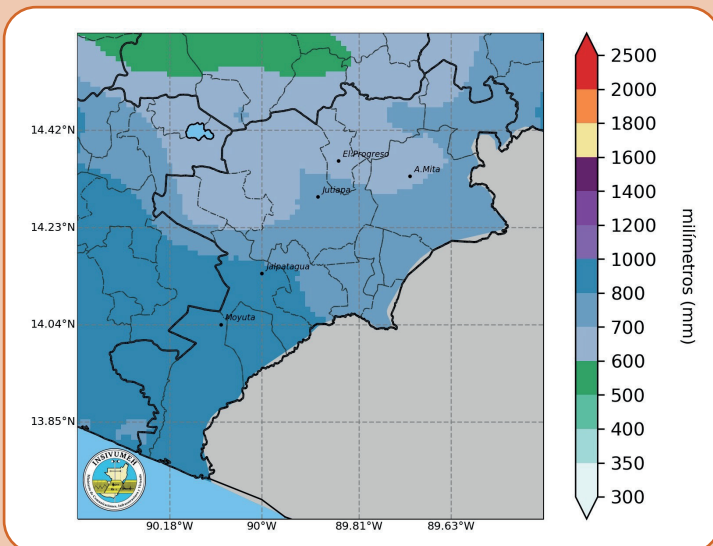 14.42°N
14.23°N
14.04°N
13.85°N
90.18°W
90°W
89.81°W
89.63°W
El.Progreso
A.Mita
Jutiapa
Jalpatagua
Moyuta
INSIVUMEH
2500
2000
1800
1600
1400
1200
1000
800
700
600
500
400
350
300
milímetros (mm)